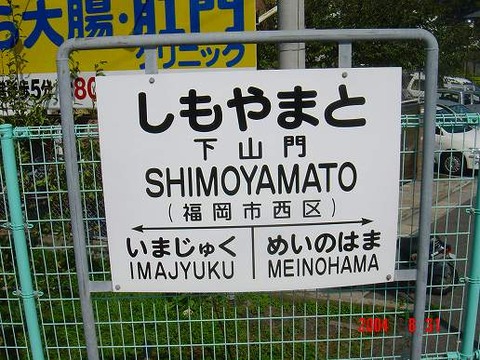 大腸・肛門
クリニック
しもやまと
下山門
SHIMOYAMATO
(福岡市西区)
いまじゅく めいのはま
IMAJYUKU MEINOHAMA
2004 8 31